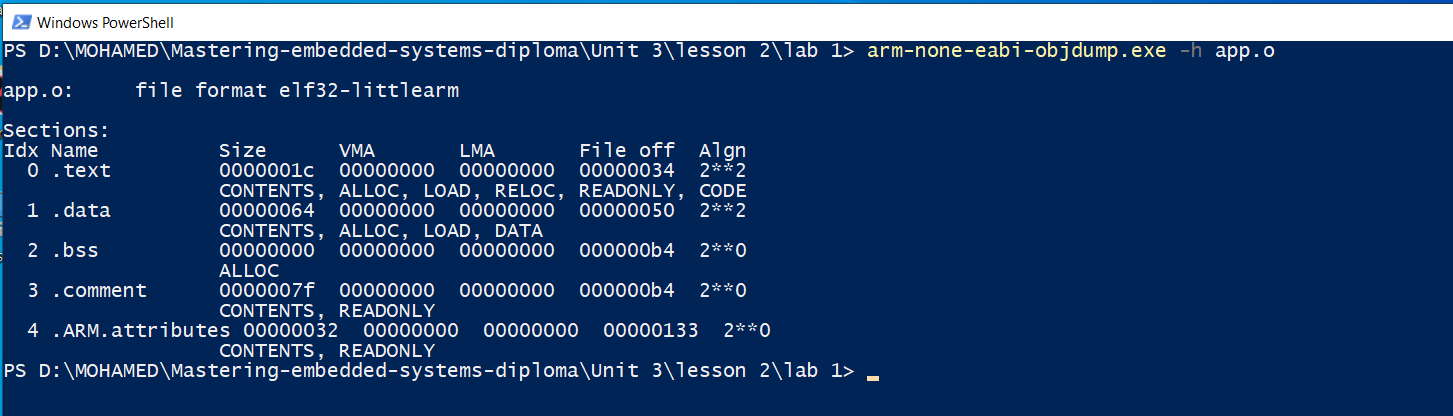 Windows PowerShell
PS D:\MOHAMED\Mastering-embedded-systems-diploma\Unit 3\lesson 2\lab 1> arm-none-eabi-objdump.exe -h app.o
app.o:     file format elf32-littlearm
Sections:
Idx Name          Size      VMA       LMA       File off  Algn
  0 .text         0000001c  00000000  00000000  00000034  2**2
                  CONTENTS, ALLOC, LOAD, RELOC, READONLY, CODE
  1 .data         00000064  00000000  00000000  00000050  2**2
                  CONTENTS, ALLOC, LOAD, DATA
  2 .bss          00000000  00000000  00000000  000000b4  2**0
                  ALLOC
  3 .comment      0000007f  00000000  00000000  000000b4  2**0
                  CONTENTS, READONLY
  4 .ARM.attributes 00000032  00000000  00000000  00000133  2**0
                  CONTENTS, READONLY
PS D:\MOHAMED\Mastering-embedded-systems-diploma\Unit 3\lesson 2\lab 1>